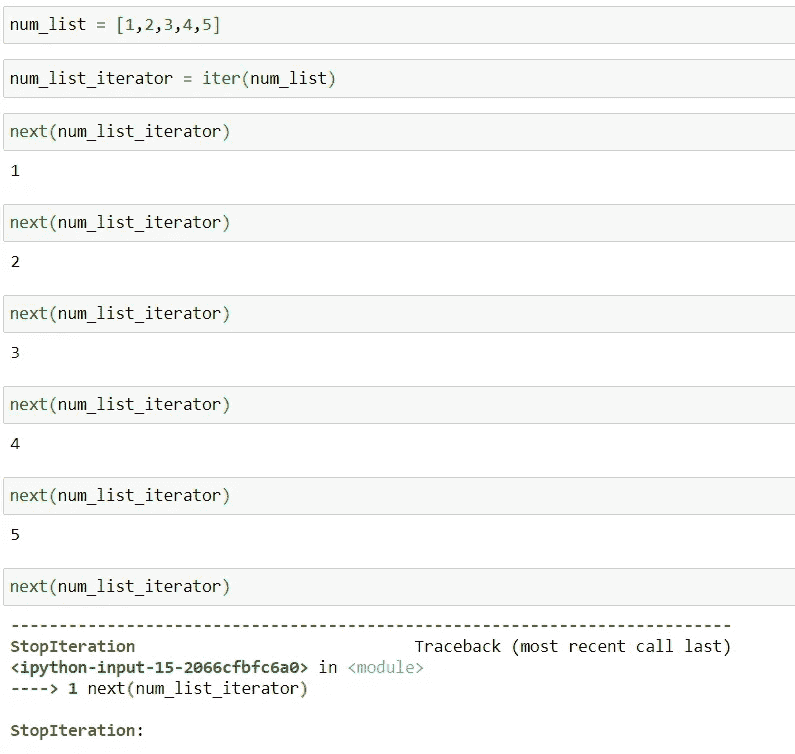 num_list = [1,2,3,4,5]
num_list_iterator = iter(num_list)
next(num_list_iterator)
1
next(num_list_iterator)
2
next(num_list_iterator)
3
next(num_list_iterator)
4
next(num_list_iterator)
5
next(num_list_iterator)
---------------------------------------------------------------------------
StopIteration                             Traceback (most recent call last)
<ipython-input-15-2066cfbfc6a0> in <module>
----> 1 next(num_list_iterator)
StopIteration: